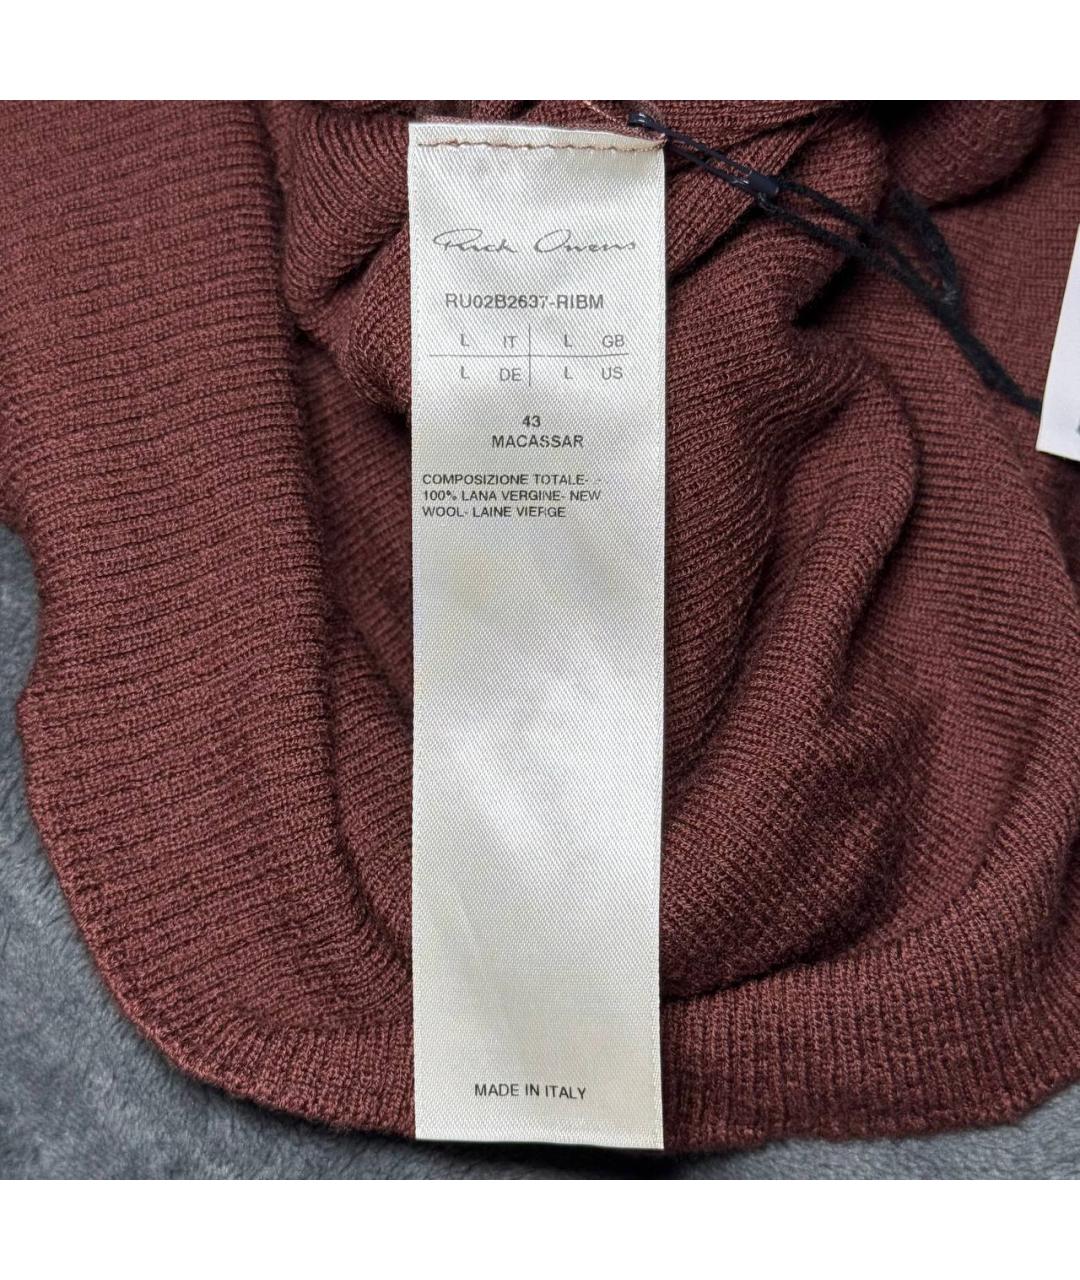 Rick Owens
RU02B2637-RIBM
L IT L GB
L DE L US
43
MACASSAR
COMPOSIZIONE TOTALE- -
100% LANA VERGINE- NEW
WOOL- LAINE VIERGE
MADE IN ITALY